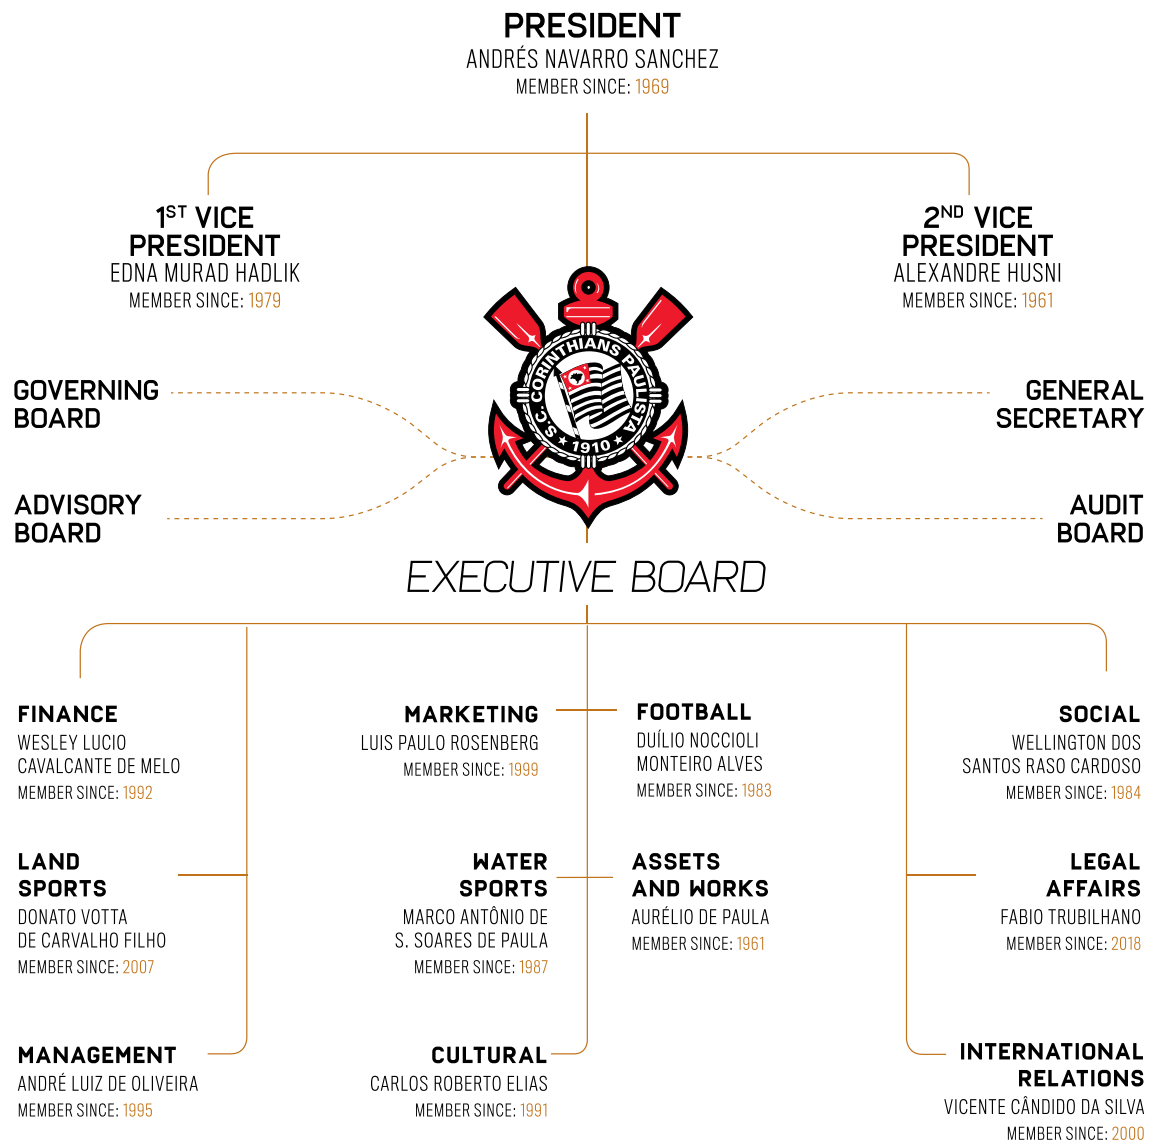 PRESIDENT
ANDRÉS NAVARRO SANCHEZ
MEMBER SINCE: 1969
1ST VICE
PRESIDENT
EDNA MURAD HADLIK
MEMBER SINCE: 1979
2ND VICE
PRESIDENT
ALEXANDRE HUSNI
MEMBER SINCE: 1961
S.C. CORINTHIANS PAULISTA
1910
GOVERNING
BOARD
GENERAL
SECRETARY
ADVISORY
BOARD
AUDIT
BOARD
EXECUTIVE BOARD
FINANCE
WESLEY LUCIO
CAVALCANTE DE MELO
MEMBER SINCE: 1992
MARKETING
LUIS PAULO ROSENBERG
MEMBER SINCE: 1999
FOOTBALL
DUÍLIO NOCCIOLI
MONTEIRO ALVES
MEMBER SINCE: 1983
SOCIAL
WELLINGTON DOS
SANTOS RASO CARDOSO
MEMBER SINCE: 1984
LAND
SPORTS
DONATO VOTTA
DE CARVALHO FILHO
MEMBER SINCE: 2007
WATER
SPORTS
MARCO ANTÔNIO DE
S. SOARES DE PAULA
MEMBER SINCE: 1987
ASSETS
AND WORKS
AURÉLIO DE PAULA
MEMBER SINCE: 1961
LEGAL
AFFAIRS
FABIO TRUBILHANO
MEMBER SINCE: 2018
MANAGEMENT
ANDRÉ LUIZ DE OLIVEIRA
MEMBER SINCE: 1995
CULTURAL
CARLOS ROBERTO ELIAS
MEMBER SINCE: 1991
INTERNATIONAL
RELATIONS
VICENTE CÂNDIDO DA SILVA
MEMBER SINCE: 2000